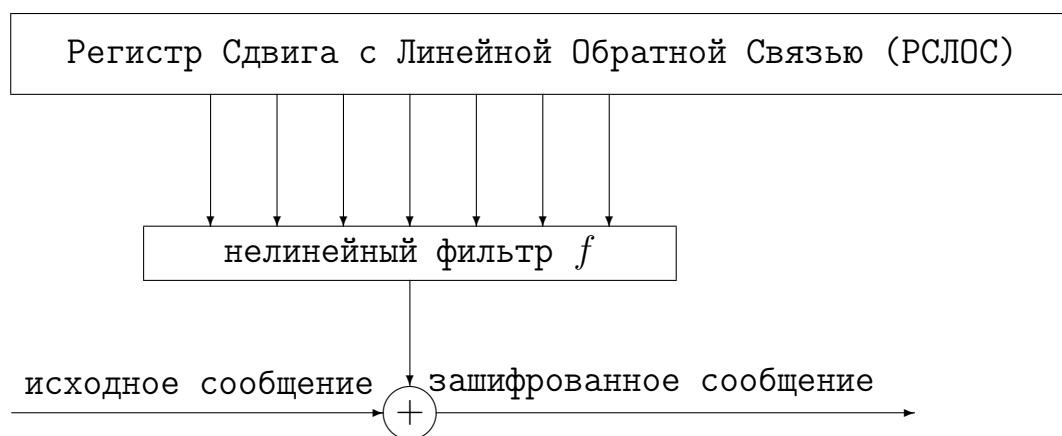 Регистр Сдвига с Линейной Обратной Связью (РСЛОС)
нелинейный фильтр f
исходное сообщение
зашифрованное сообщение
+